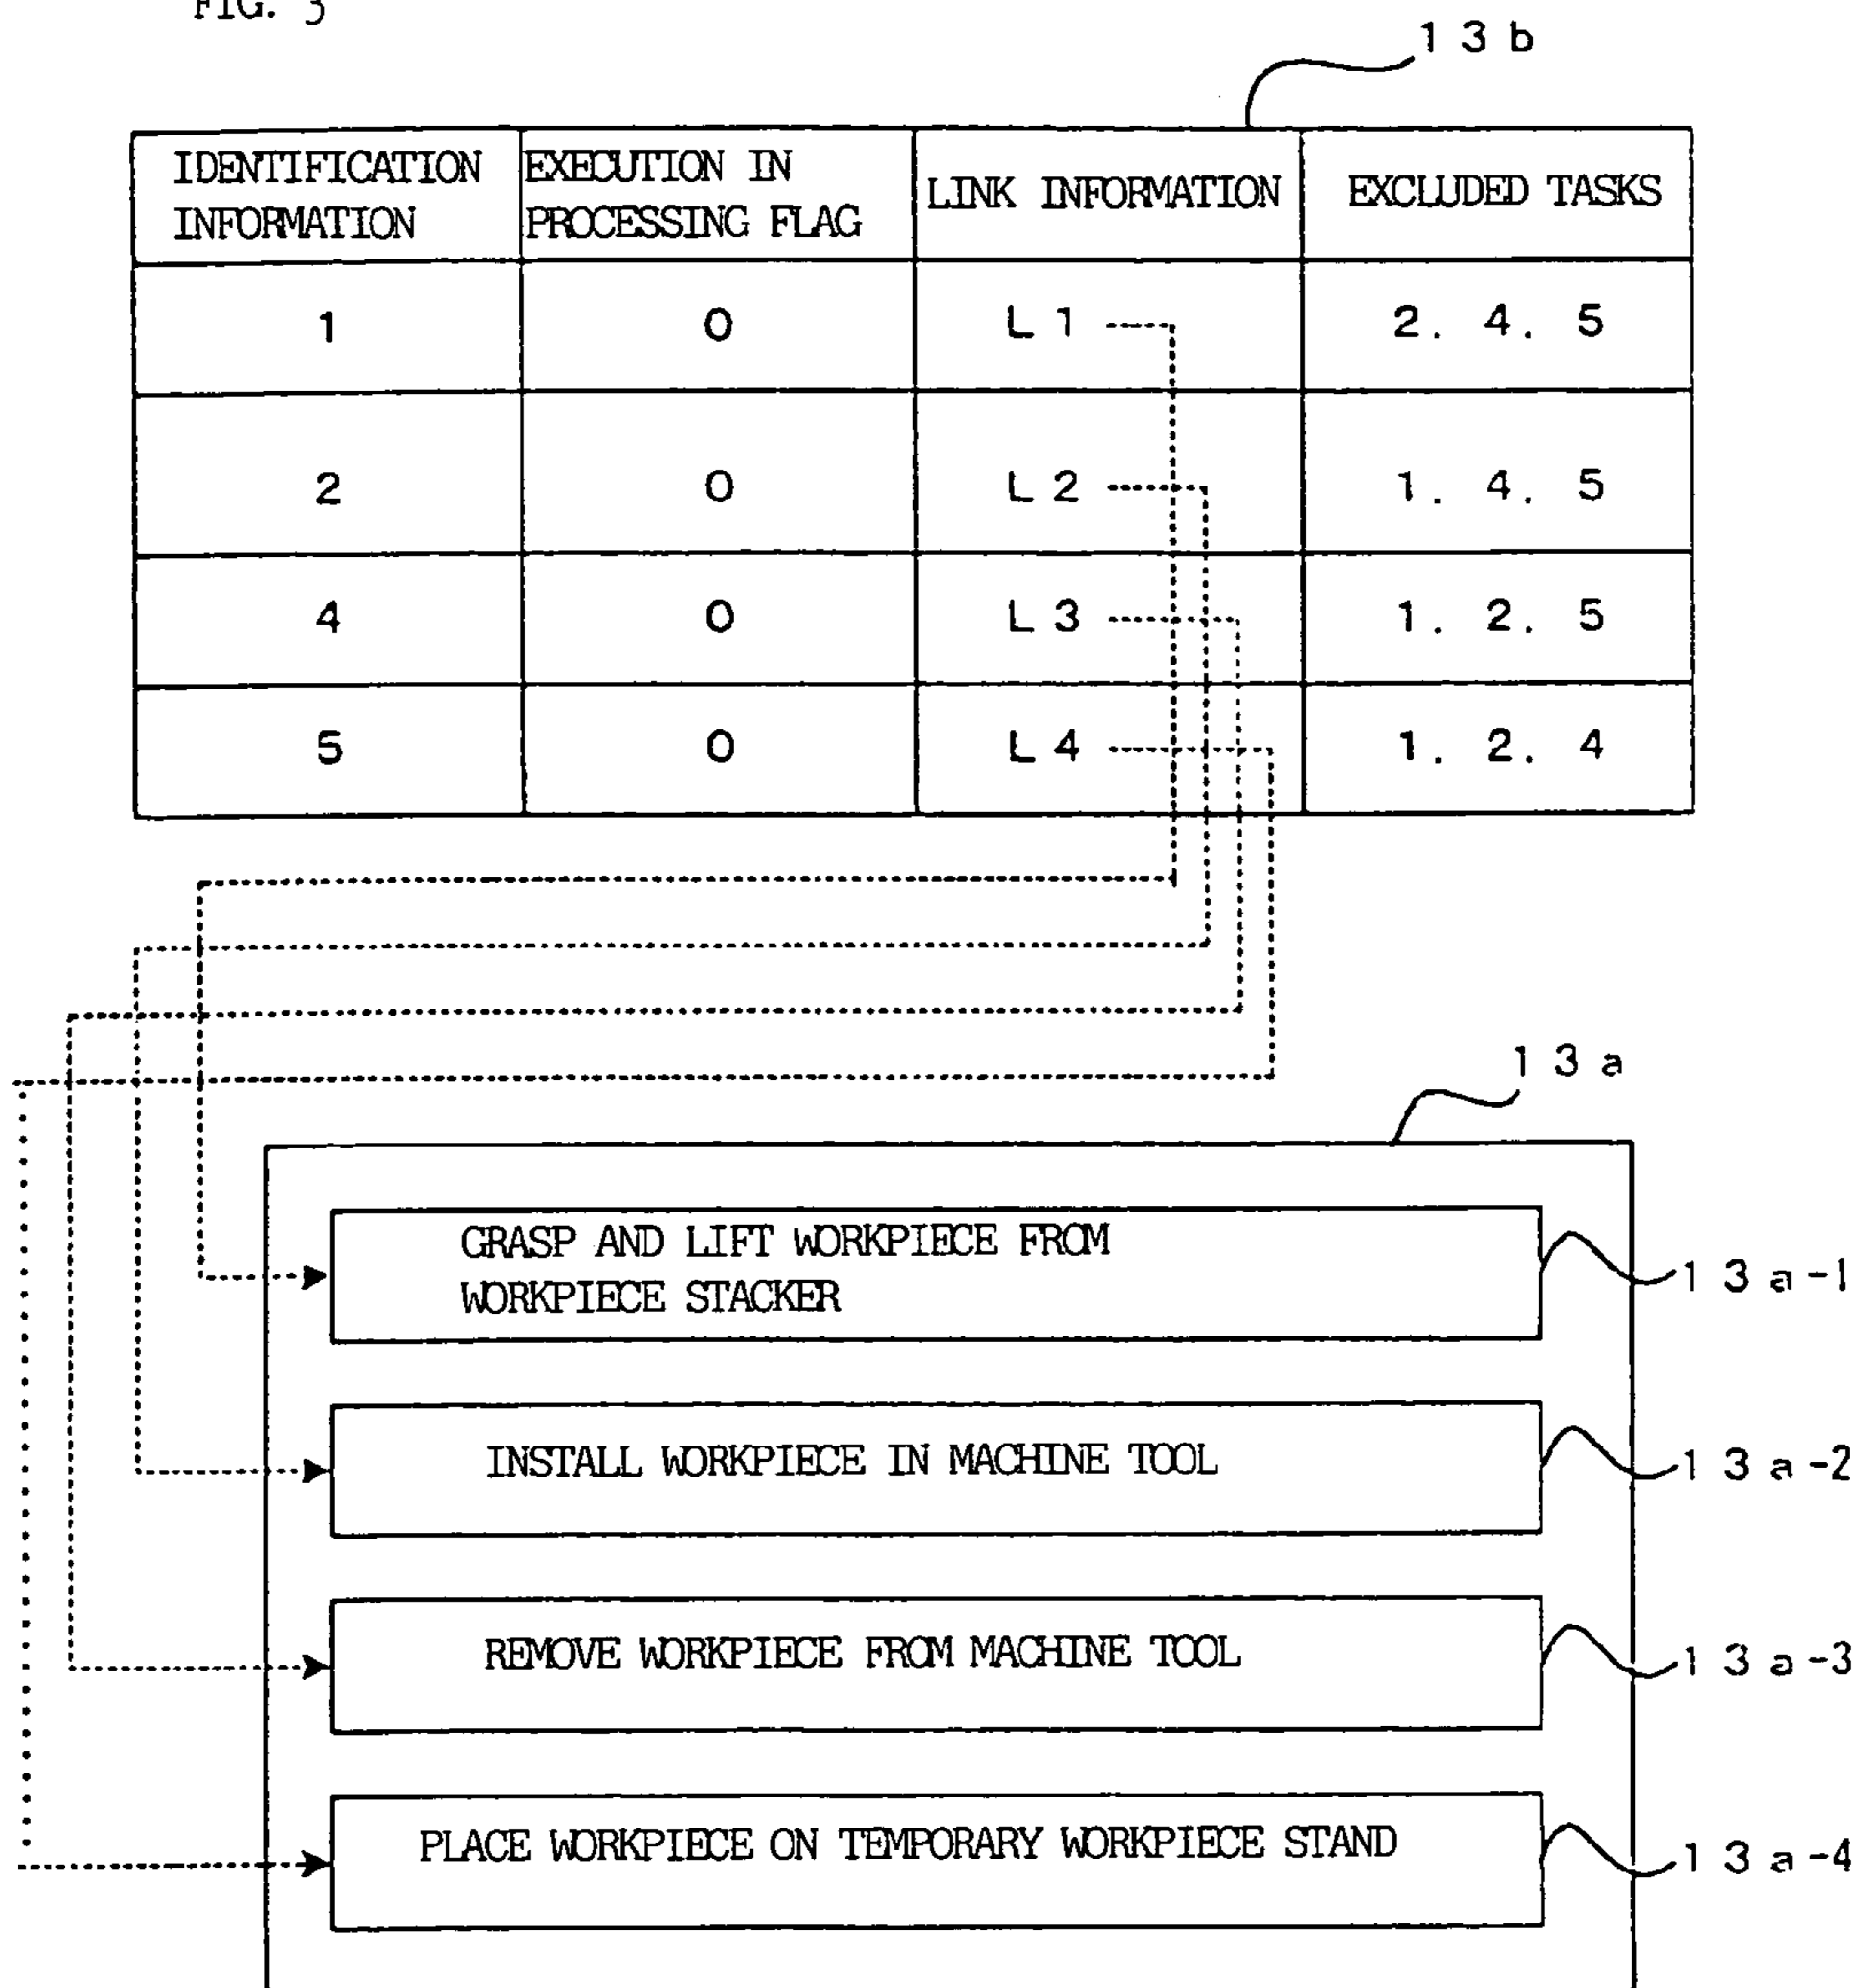 FIG. 3
13b
IDENTIFICATION INFORMATION
EXECUTION IN PROCESSING FLAG
LINK INFORMATION
EXCLUDED TASKS
1 0 L1 2. 4. 5
2 0 L2 1. 4. 5
4 0 L3 1. 2. 5
5 0 L4 1. 2. 4
13a
GRASP AND LIFT WORKPIECE FROM
WORKPIECE STACKER
13a-1
INSTALL WORKPIECE IN MACHINE TOOL
13a-2
REMOVE WORKPIECE FROM MACHINE TOOL
13a-3
PLACE WORKPIECE ON TEMPORARY WORKPIECE STAND
13a-4